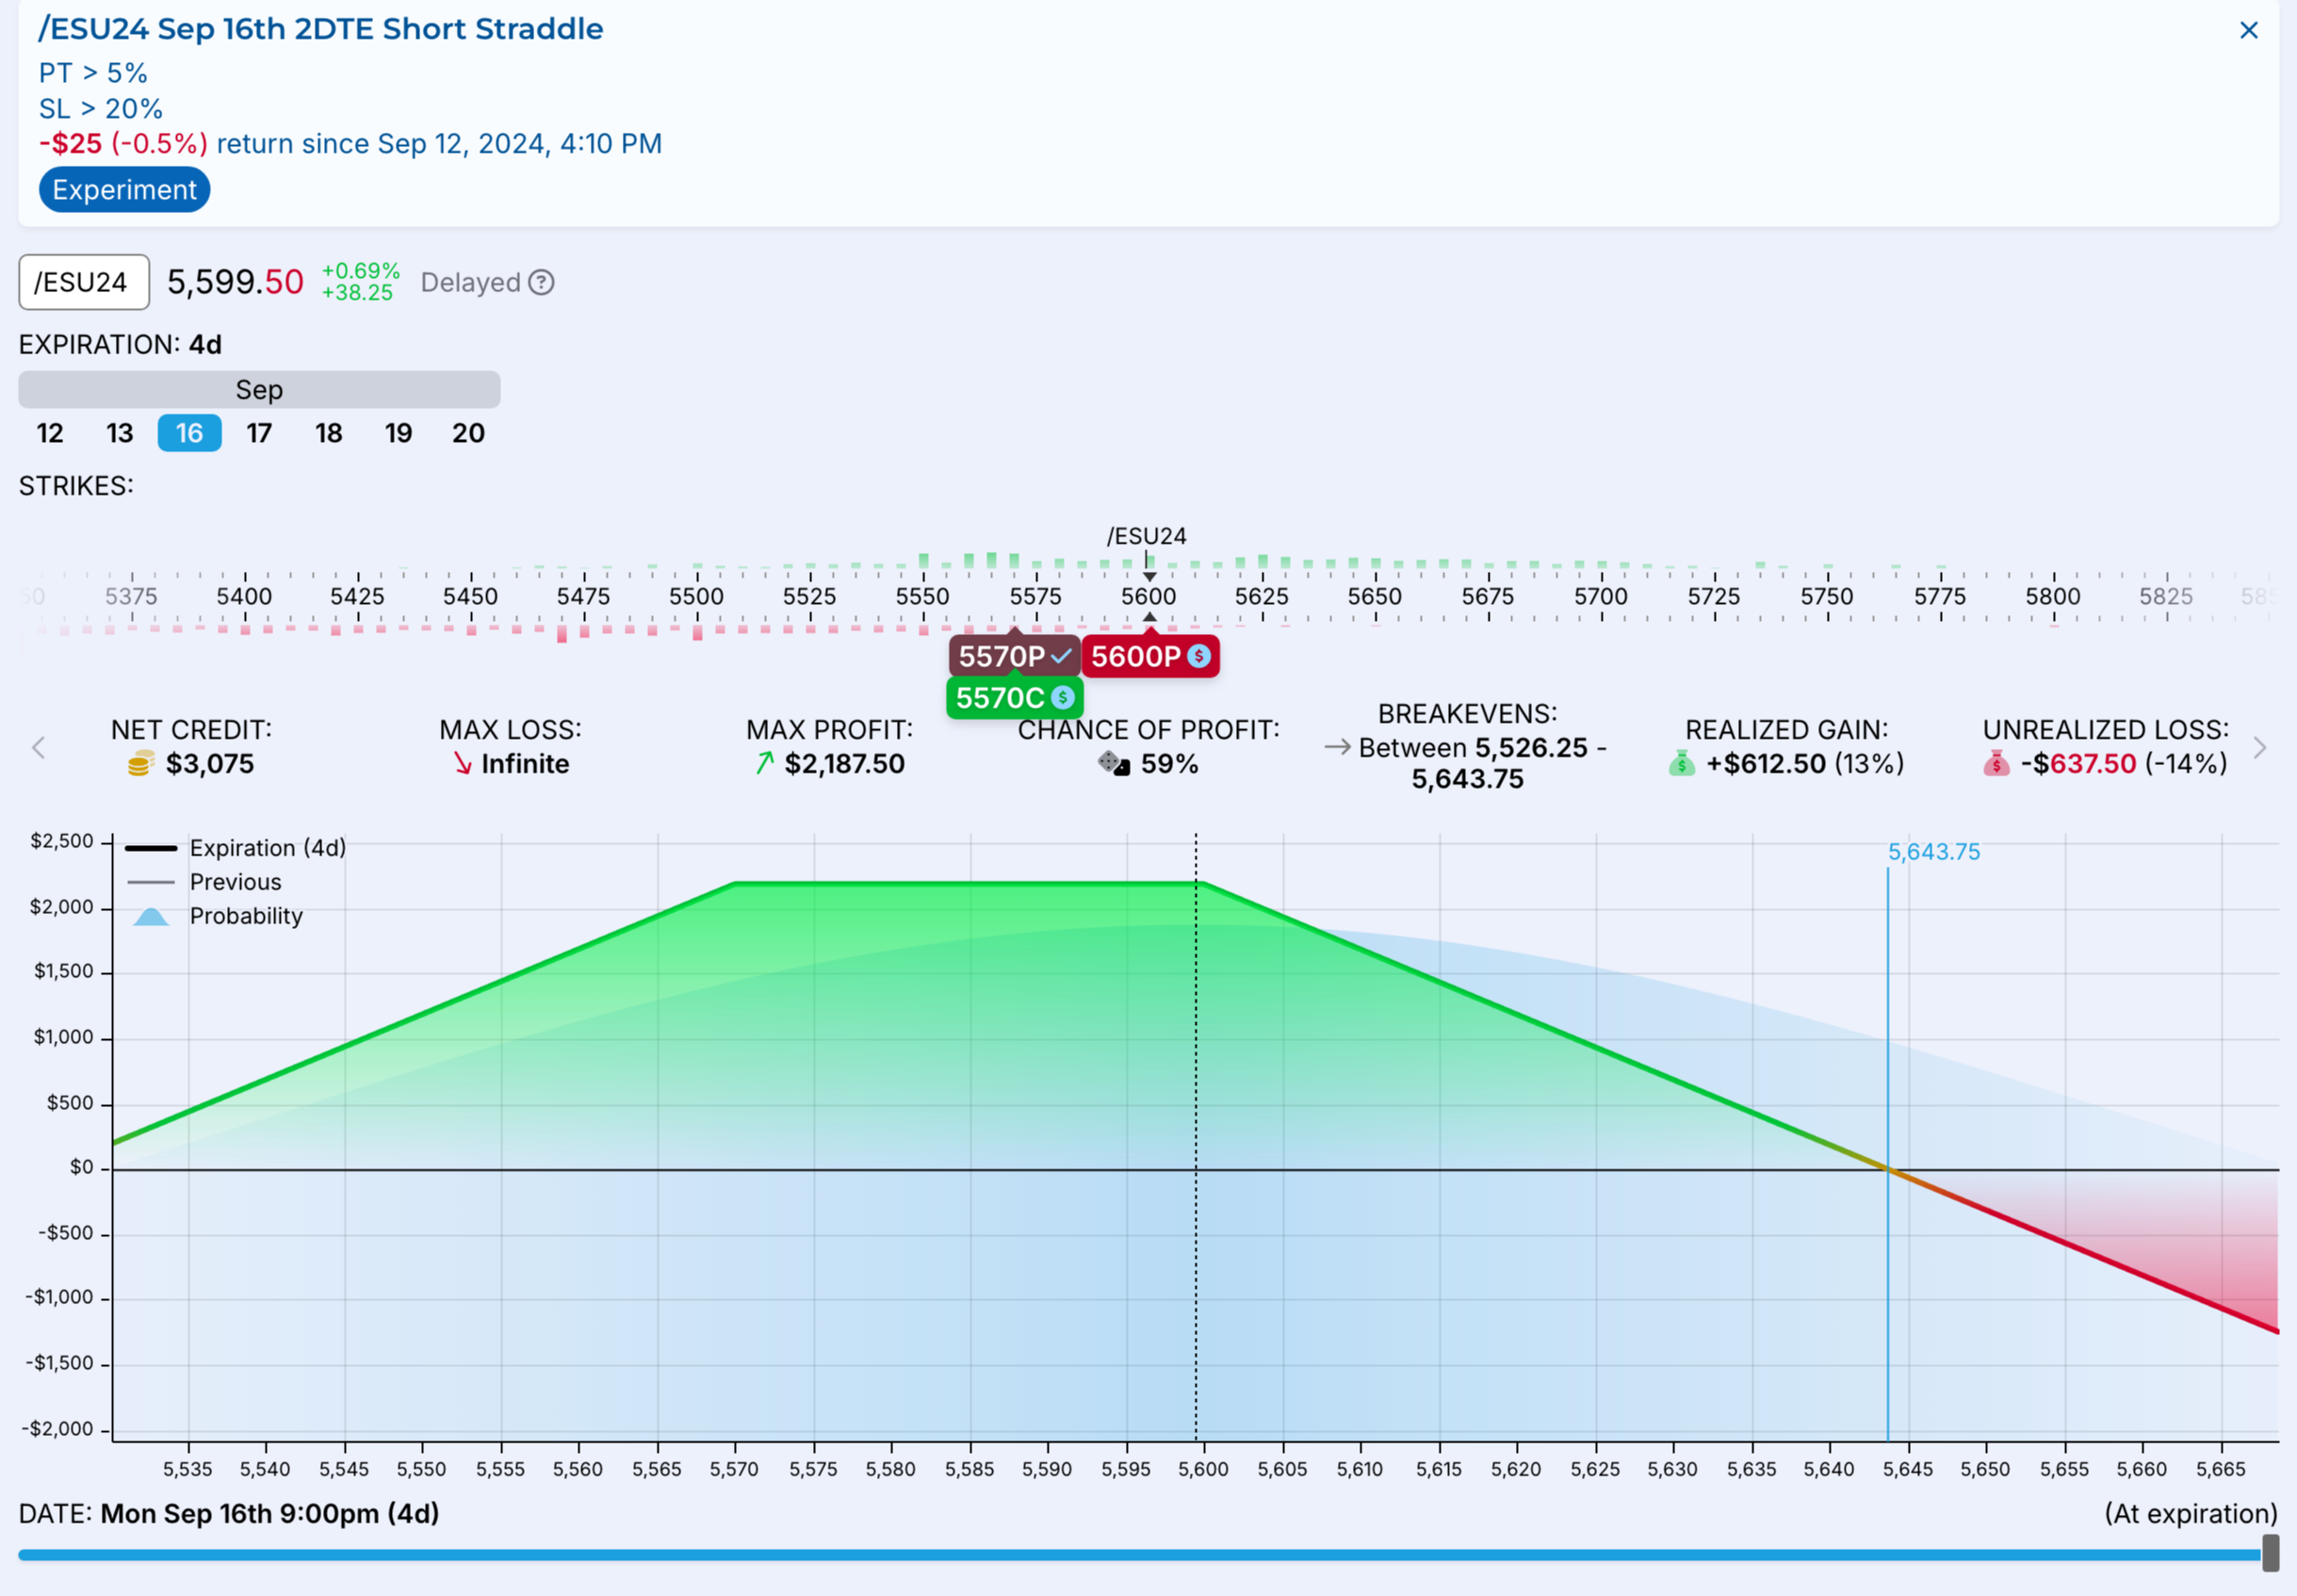 /ESU24 Sep 16th 2DTE Short Straddle
PT > 5%
SL > 20%
-$25 (-0.5%) return since Sep 12, 2024, 4:10 PM
Experiment
/ESU24 5,599.50 +0.69% +38.25 Delayed ?
EXPIRATION: 4d
Sep
12 13 16 17 18 19 20
STRIKES:
/ESU24
50 5375 5400 5425 5450 5475 5500 5525 5550 5575 5600 5625 5650 5675 5700 5725 5750 5775 5800 5825 585
5570P 5600P $
5570C $
NET CREDIT: MAX LOSS: MAX PROFIT: CHANCE OF PROFIT: BREAKEVENS: REALIZED GAIN: UNREALIZED LOSS:
$3,075 Infinite $2,187.50 59% Between 5,526.25 - +$612.50 (13%) -$637.50 (-14%)
5,643.75
$2,500
$2,000
$1,500
$1,000
$500
$0
-$500
-$1,000
-$1,500
-$2,000
Expiration (4d)
Previous
Probability
5,643.75
5,535 5,540 5,545 5,550 5,555 5,560 5,565 5,570 5,575 5,580 5,585 5,590 5,595 5,600 5,605 5,610 5,615 5,620 5,625 5,630 5,635 5,640 5,645 5,650 5,655 5,660 5,665
DATE: Mon Sep 16th 9:00pm (4d) (At expiration)